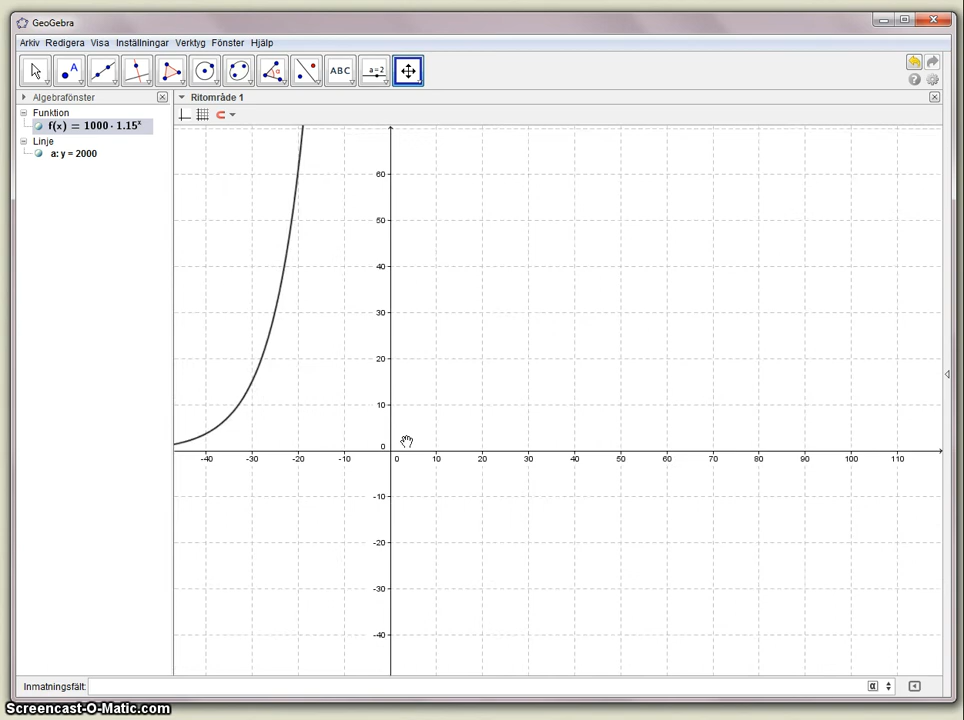 GeoGebra
Arkiv Redigera Visa Inställningar Verktyg Fönster Hjälp
A ABC a=2
Algebrafönster Ritområde 1
Funktion
f(x) = 1000 · 1.15ˣ
Linje
a: y = 2000
60
50
40
30
20
10
0
-40 -30 -20 -10 0 10 20 30 40 50 60 70 80 90 100 110
-10
-20
-30
-40
Inmatningsfält: α
Screencast-O-Matic.com